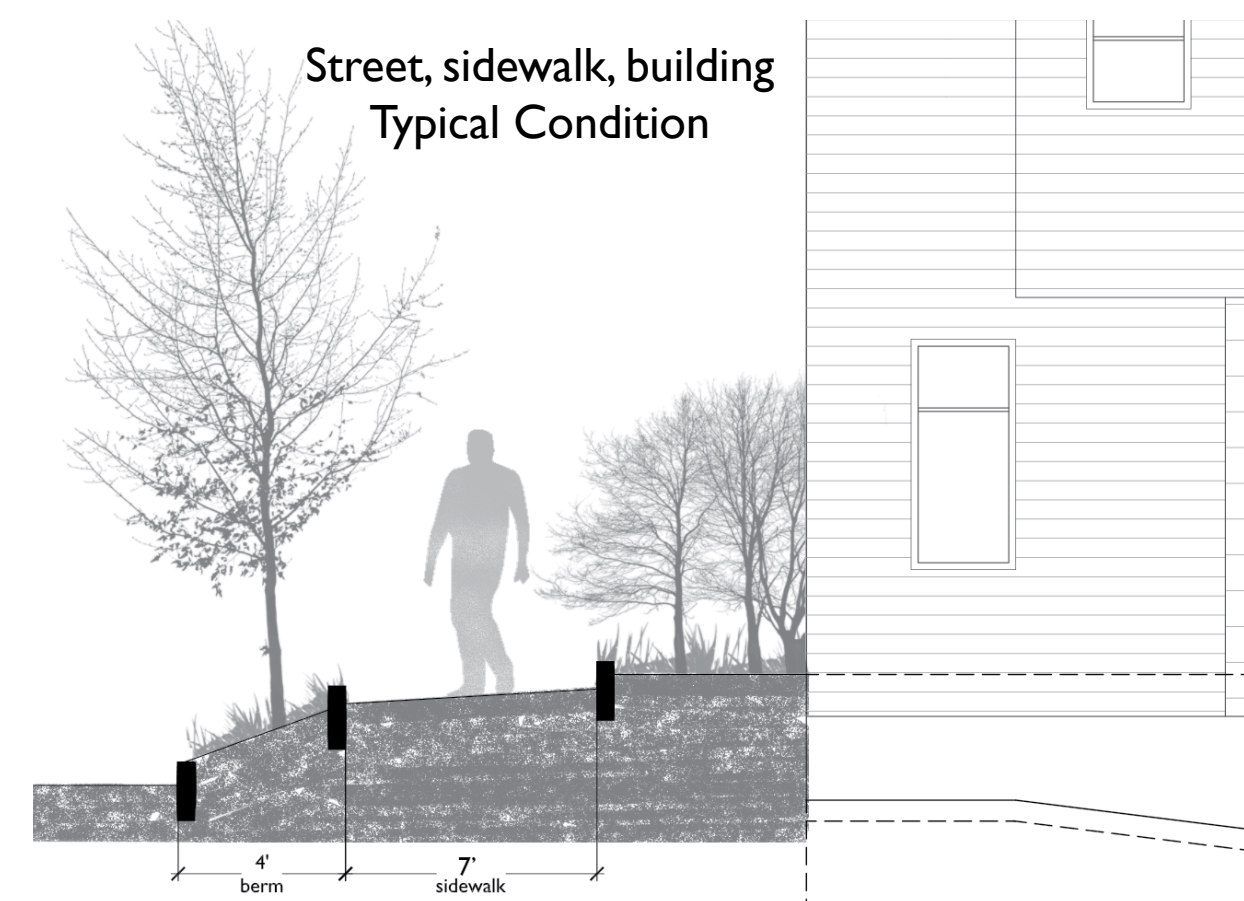 Street, sidewalk, building
Typical Condition
4'
berm
7’
sidewalk